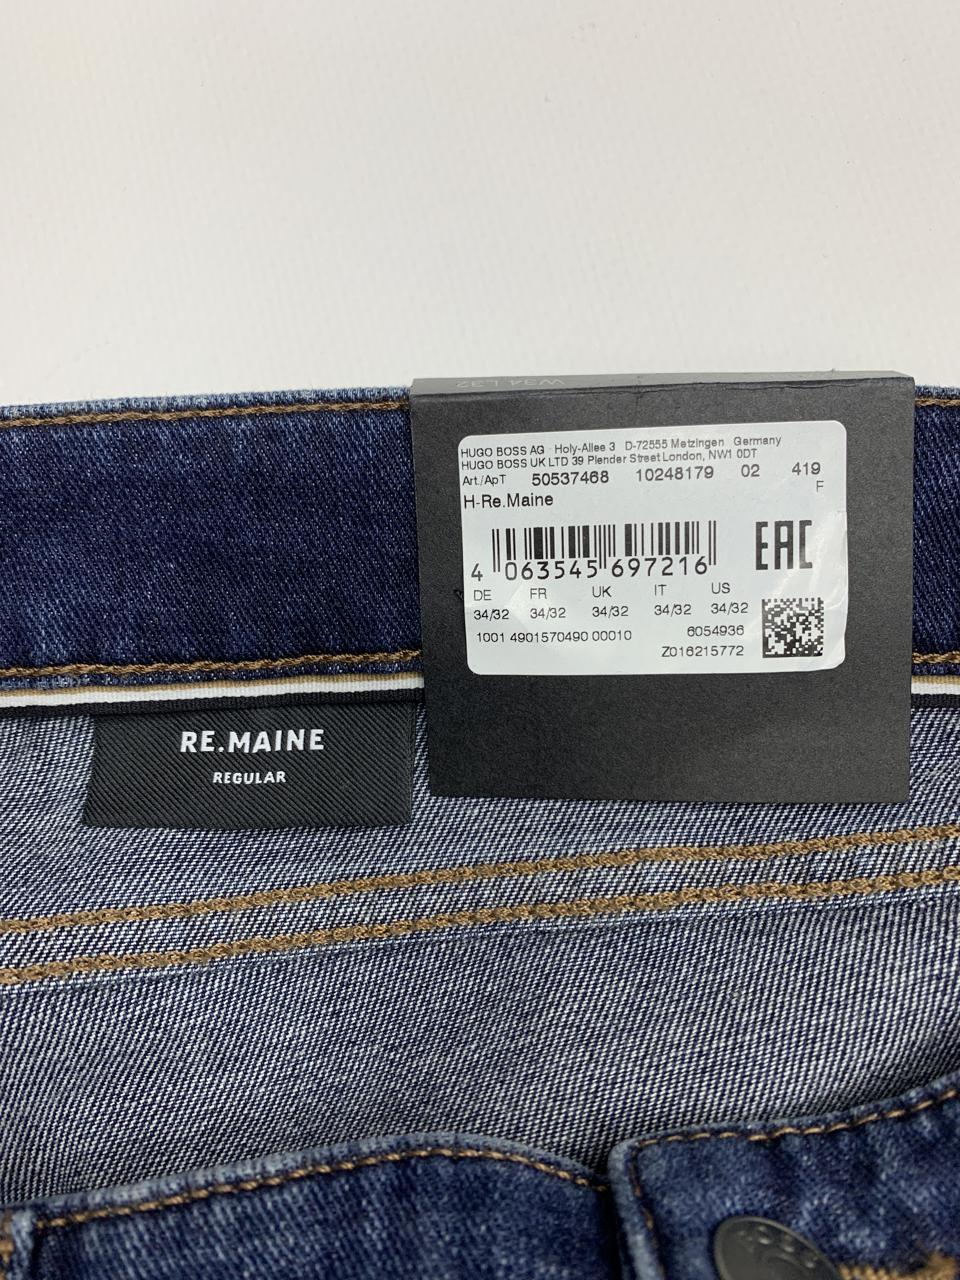 W34 L32
HUGO BOSS AG Holy-Allee 3 D-72555 Metzingen Germany
HUGO BOSS UK LTD 39 Plender Street London, NW1 0DT
Art./ApT 50537468 10248179 02 419
F
H-Re.Maine
EAC
4 063545 697216
DE FR UK IT US
34/32 34/32 34/32 34/32 34/32
1001 4901570490 00010 6054936
Z016215772
RE.MAINE
REGULAR